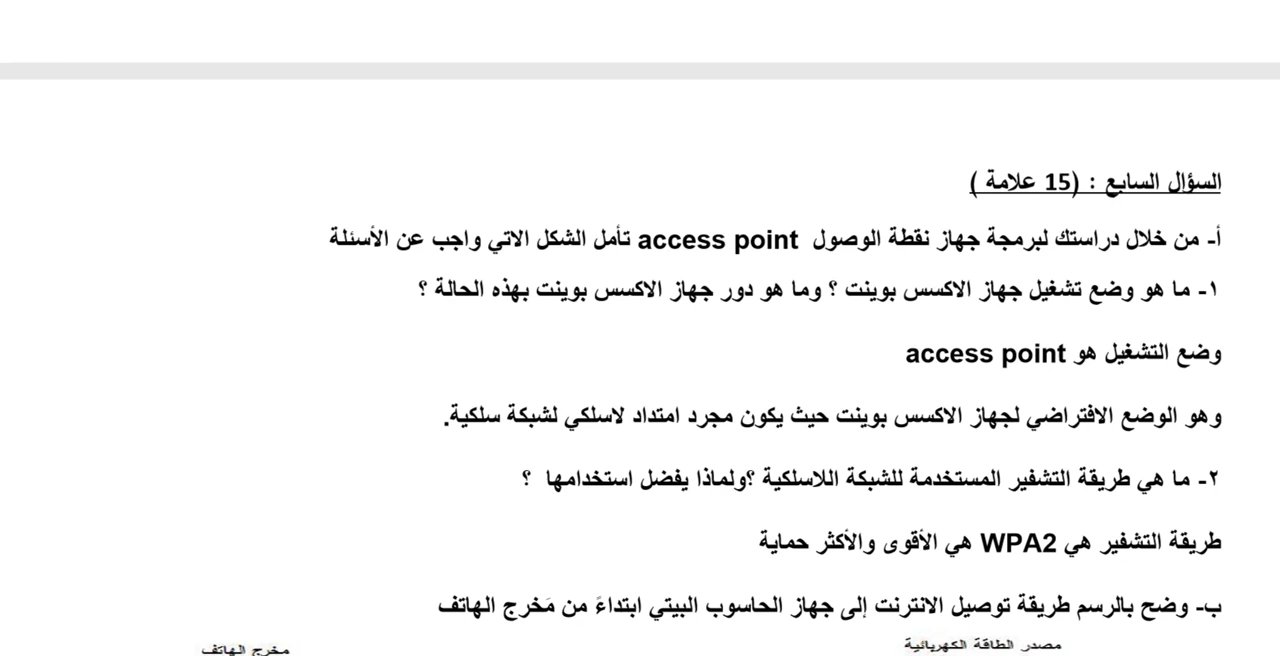 السؤال السابع : (15 علامة )
أ- من خلال دراستك لبرمجة جهاز نقطة الوصول access point تأمل الشكل الاتي واجب عن الأسئلة
١- ما هو وضع تشغيل جهاز الاكسس بوينت ؟ وما هو دور جهاز الاكسس بوينت بهذه الحالة ؟
وضع التشغيل هو access point
وهو الوضع الافتراضي لجهاز الاكسس بوينت حيث يكون مجرد امتداد لاسلكي لشبكة سلكية.
٢- ما هي طريقة التشفير المستخدمة للشبكة اللاسلكية ؟ولماذا يفضل استخدامها ؟
طريقة التشفير هي WPA2 هي الأقوى والأكثر حماية
ب- وضح بالرسم طريقة توصيل الانترنت إلى جهاز الحاسوب البيتي ابتداءً من مَخرج الهاتف
مصدر الطاقة الكهربائية
مخرج الهاتف